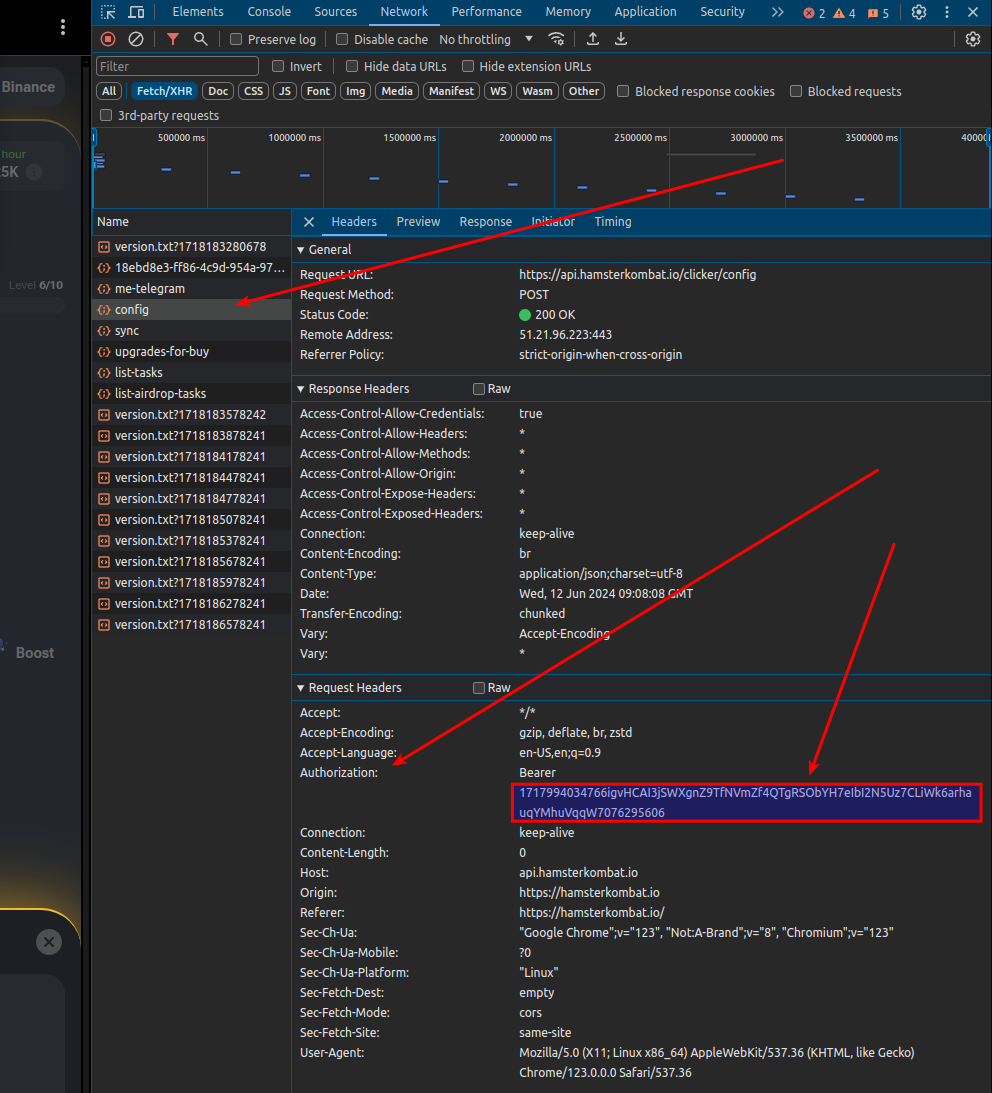 Elements Console Sources Network Performance Memory Application Security 2 4 5
Preserve log Disable cache No throttling
Binance
Filter Invert Hide data URLs Hide extension URLs
All Fetch/XHR Doc CSS JS Font Img Media Manifest WS Wasm Other Blocked response cookies Blocked requests
3rd-party requests
500000 ms 1000000 ms 1500000 ms 2000000 ms 2500000 ms 3000000 ms 3500000 ms 40000
hour
5K
Level 6/10
Boost
Name
version.txt?1718183280678
18ebd8e3-ff86-4c9d-954a-97...
me-telegram
config
sync
upgrades-for-buy
list-tasks
list-airdrop-tasks
version.txt?1718183578242
version.txt?1718183878241
version.txt?1718184178241
version.txt?1718184478241
version.txt?1718184778241
version.txt?1718185078241
version.txt?1718185378241
version.txt?1718185678241
version.txt?1718185978241
version.txt?1718186278241
version.txt?1718186578241
Headers Preview Response Initiator Timing
General
Request URL: https://api.hamsterkombat.io/clicker/config
Request Method: POST
Status Code: 200 OK
Remote Address: 51.21.96.223:443
Referrer Policy: strict-origin-when-cross-origin
Response Headers Raw
Access-Control-Allow-Credentials: true
Access-Control-Allow-Headers: *
Access-Control-Allow-Methods: *
Access-Control-Allow-Origin: *
Access-Control-Expose-Headers: *
Access-Control-Exposed-Headers: *
Connection: keep-alive
Content-Encoding: br
Content-Type: application/json;charset=utf-8
Date: Wed, 12 Jun 2024 09:08:08 GMT
Transfer-Encoding: chunked
Vary: Accept-Encoding
Vary: *
Request Headers Raw
Accept: */*
Accept-Encoding: gzip, deflate, br, zstd
Accept-Language: en-US,en;q=0.9
Authorization: Bearer
1717994034766igvHCAI3jSWXgnZ9TfNVmZf4QTgRSObYH7eIbI2N5Uz7CLiWk6arha
uqYMhuVqqW7076295606
Connection: keep-alive
Content-Length: 0
Host: api.hamsterkombat.io
Origin: https://hamsterkombat.io
Referer: https://hamsterkombat.io/
Sec-Ch-Ua: "Google Chrome";v="123", "Not:A-Brand";v="8", "Chromium";v="123"
Sec-Ch-Ua-Mobile: ?0
Sec-Ch-Ua-Platform: "Linux"
Sec-Fetch-Dest: empty
Sec-Fetch-Mode: cors
Sec-Fetch-Site: same-site
User-Agent: Mozilla/5.0 (X11; Linux x86_64) AppleWebKit/537.36 (KHTML, like Gecko)
Chrome/123.0.0.0 Safari/537.36